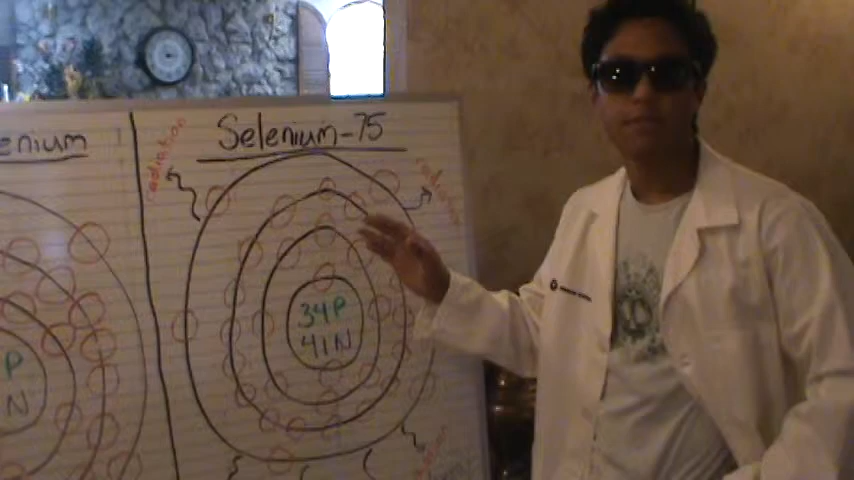 enium
Selenium-75
radiation
radiation
34P
41N
P
N